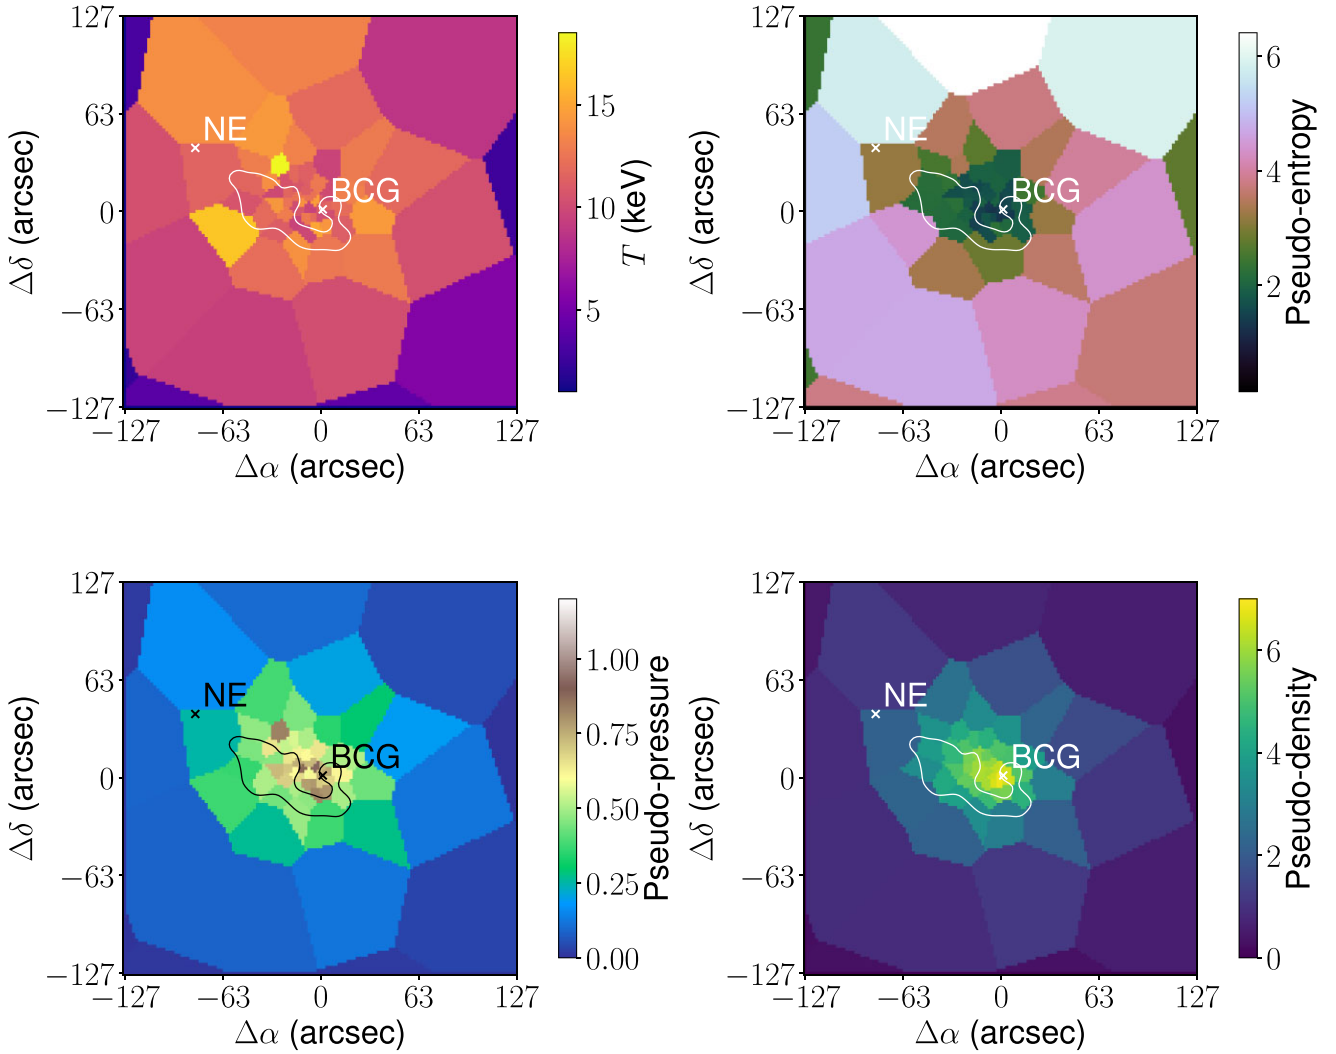 127
63
0
−63
−127
−127
−63
0
63
127
Δδ (arcsec)
Δα (arcsec)
NE
BCG
15
10
5
T (keV)
127
63
0
−63
−127
−127
−63
0
63
127
Δδ (arcsec)
Δα (arcsec)
NE
BCG
6
4
2
Pseudo-entropy
127
63
0
−63
−127
−127
−63
0
63
127
Δδ (arcsec)
Δα (arcsec)
NE
BCG
1.00
0.75
0.50
0.25
0.00
Pseudo-pressure
127
63
0
−63
−127
−127
−63
0
63
127
Δδ (arcsec)
Δα (arcsec)
NE
BCG
6
4
2
0
Pseudo-density